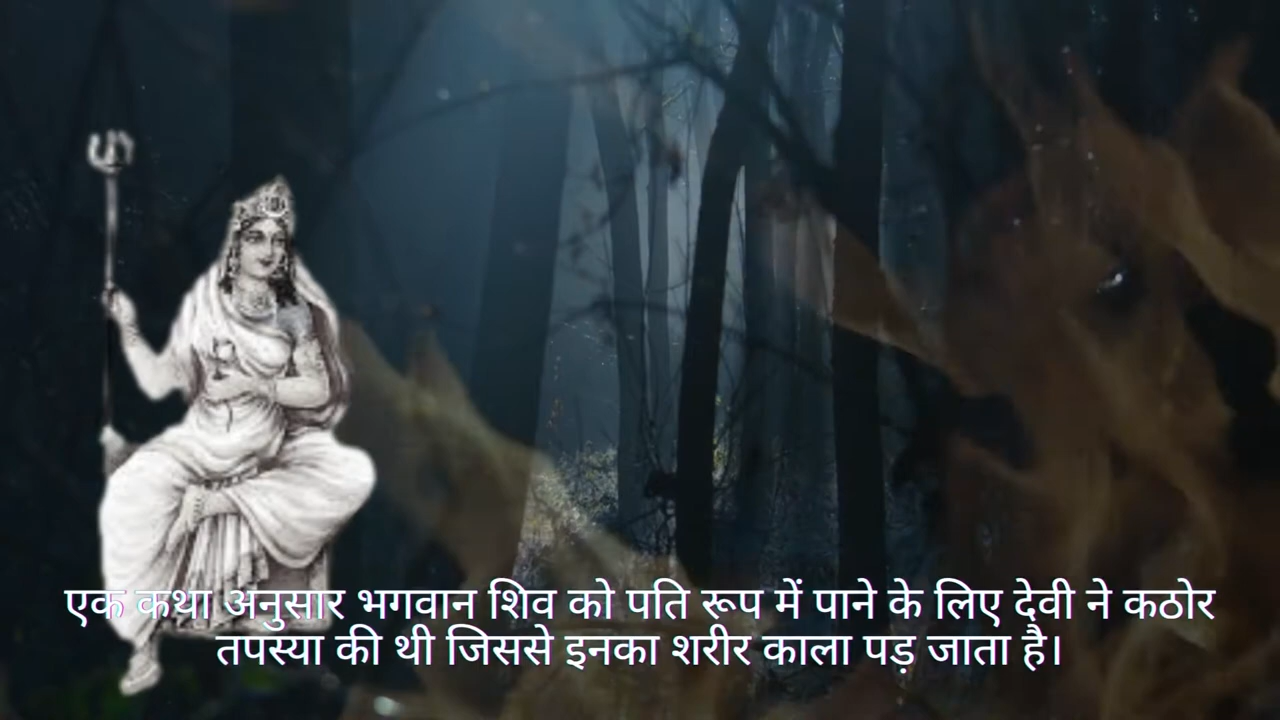 एक कथा अनुसार भगवान शिव को पति रूप में पाने के लिए देवी ने कठोर
तपस्या की थी जिससे इनका शरीर काला पड़ जाता है।